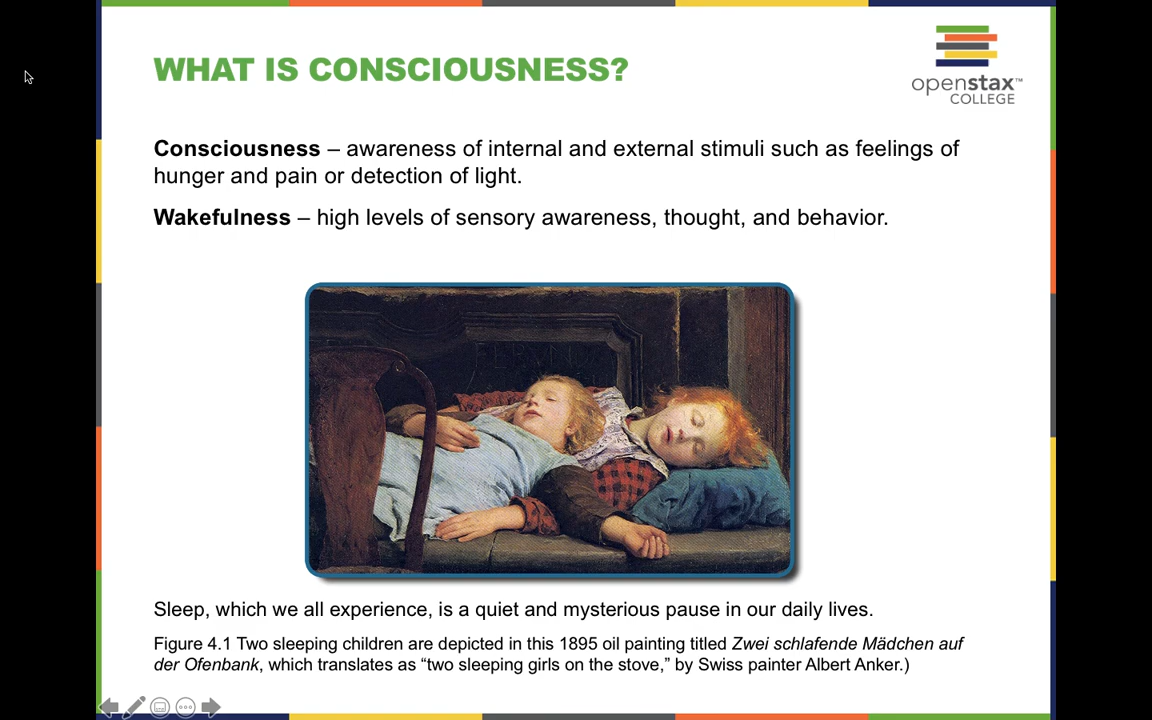 WHAT IS CONSCIOUSNESS?
openstax™
COLLEGE
Consciousness – awareness of internal and external stimuli such as feelings of
hunger and pain or detection of light.
Wakefulness – high levels of sensory awareness, thought, and behavior.
Sleep, which we all experience, is a quiet and mysterious pause in our daily lives.
Figure 4.1 Two sleeping children are depicted in this 1895 oil painting titled Zwei schlafende Mädchen auf
der Ofenbank, which translates as “two sleeping girls on the stove,” by Swiss painter Albert Anker.)